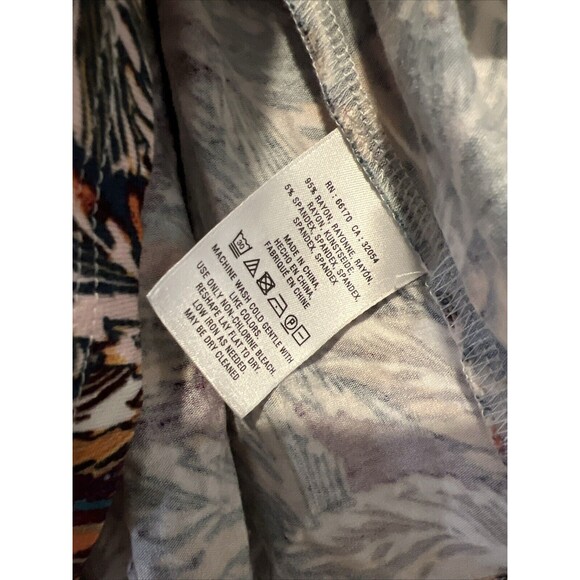 RN : 66170 CA : 32054
95% RAYON, RAYONNE, RAYÓN,
RAYON, KUNSTSEIDE,
5% SPANDEX, SPANDEX, SPANDEX,
SPANDEX, SPANDEX
MADE IN CHINA,
HECHO EN CHINA,
FABRIQUE EN CHINE
30 P
MACHINE WASH COLD GENTLE WITH
LIKE COLORS.
USE ONLY NON-CHLORINE BLEACH.
RESHAPE LAY FLAT TO DRY.
LOW IRON AS NEEDED.
MAY BE DRY CLEANED